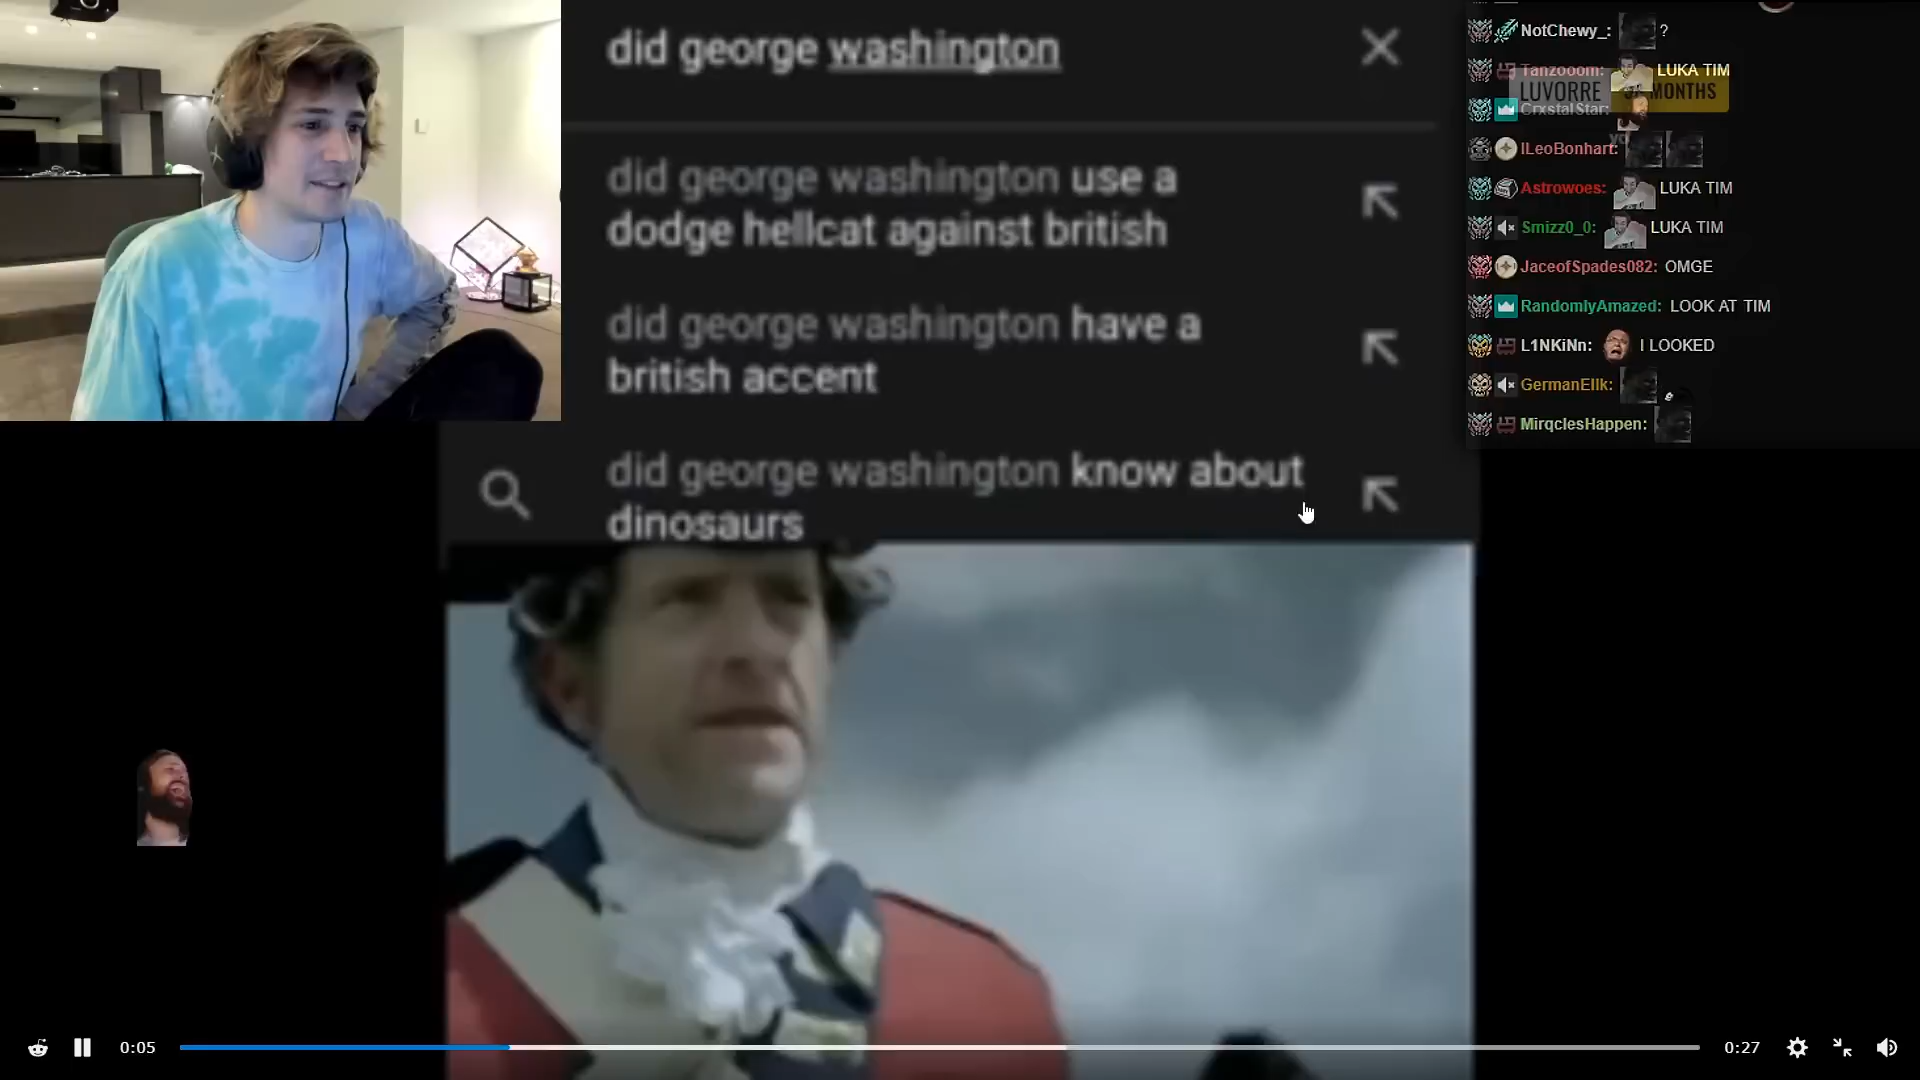 did george washington
did george washington use a
dodge hellcat against british
did george washington have a
british accent
did george washington know about
dinosaurs
NotChewy_: ?
Tanzooom: LUKA TIM
LUVORRE MONTHS
CrxstalStar:
ILeoBonhart:
Astrowoes: LUKA TIM
Smizz0_0: LUKA TIM
JaceofSpades082: OMGE
RandomlyAmazed: LOOK AT TIM
L1NKiNn: I LOOKED
GermanEllk:
MirqclesHappen:
0:05
0:27